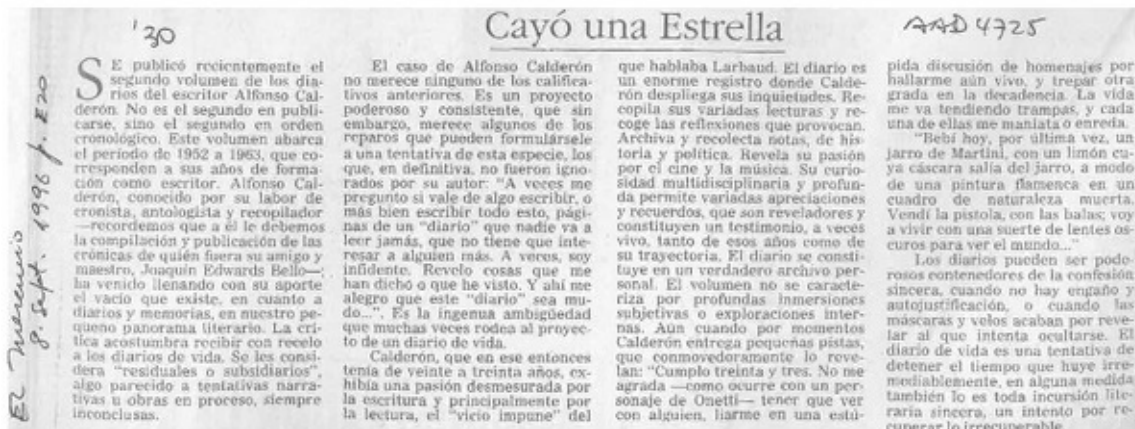 '30
Cayó una Estrella
AAD 4725
El Mercurio
8. Sept. 1996 p. E20
SE publicó recientemente el
segundo volumen de los dia-
rios del escritor Alfonso Cal-
derón. No es el segundo en publi-
carse, sino el segundo en orden
cronológico. Este volumen abarca
el período de 1952 a 1963, que co-
rresponden a sus años de forma-
ción como escritor. Alfonso Cal-
derón, conocido por su labor de
cronista, antologista y recopilador
—recordemos que a él le debemos
la compilación y publicación de las
crónicas de quién fuera su amigo y
maestro, Joaquín Edwards Bello—;
ha venido llenando con su aporte
el vacío que existe, en cuanto a
diarios y memorias, en nuestro pe-
queño panorama literario. La crí-
tica acostumbra recibir con recelo
a los diarios de vida. Se les consi-
dera "residuales o subsidiarios",
algo parecido a tentativas narra-
tivas u obras en proceso, siempre
inconclusas.
El caso de Alfonso Calderón
no merece ninguno de los califica-
tivos anteriores. Es un proyecto
poderoso y consistente, que sin
embargo, merece algunos de los
reparos que pueden formulársele
a una tentativa de esta especie, los
que, en definitiva, no fueron igno-
rados por su autor: "A veces me
pregunto si vale de algo escribir, o
más bien escribir todo esto, pági-
nas de un "diario" que nadie va a
leer jamás, que no tiene que inte-
resar a alguien más. A veces, soy
infidente. Revelo cosas que me
han dicho o que he visto. Y ahí me
alegro que este "diario" sea mu-
do...". Es la ingenua ambigüedad
que muchas veces rodea al proyec-
to de un diario de vida.
Calderón, que en ese entonces
tenía de veinte a treinta años, ex-
hibía una pasión desmesurada por
la escritura y principalmente por
la lectura, el "vicio impune" del
que hablaba Larbaud. El diario es
un enorme registro donde Calde-
rón despliega sus inquietudes. Re-
copila sus variadas lecturas y re-
coge las reflexiones que provocan.
Archiva y recolecta notas, de his-
toria y política. Revela su pasión
por el cine y la música. Su curio-
sidad multidisciplinaria y profun-
da permite variadas apreciaciones
y recuerdos, que son reveladores y
constituyen un testimonio, a veces
vivo, tanto de esos años como de
su trayectoria. El diario se consti-
tuye en un verdadero archivo per-
sonal. El volumen no se caracte-
riza por profundas inmersiones
subjetivas o exploraciones inter-
nas. Aún cuando por momentos
Calderón entrega pequeñas pistas,
que conmovedoramente lo reve-
lan: "Cumplo treinta y tres. No me
agrada —como ocurre con un per-
sonaje de Onetti— tener que ver
con alguien, liarme en una estú-
pida discusión de homenajes por
hallarme aún vivo, y trepar otra
grada en la decadencia. La vida
me va tendiendo trampas, y cada
una de ellas me maniata o enreda.
"Bebí hoy, por última vez, un
jarro de Martini, con un limón cu-
ya cáscara salía del jarro, a modo
de una pintura flamenca en un
cuadro de naturaleza muerta.
Vendí la pistola, con las balas; voy
a vivir con una suerte de lentes os-
curos para ver el mundo..."
Los diarios pueden ser pode-
rosos contenedores de la confesión
sincera, cuando no hay engaño y
autojustificación, o cuando las
máscaras y velos acaban por reve-
lar al que intenta ocultarse. El
diario de vida es una tentativa de
detener el tiempo que huye irre-
mediablemente, en alguna medida
también lo es toda incursión lite-
raria sincera, un intento por re-
cuperar lo irrecuperable.